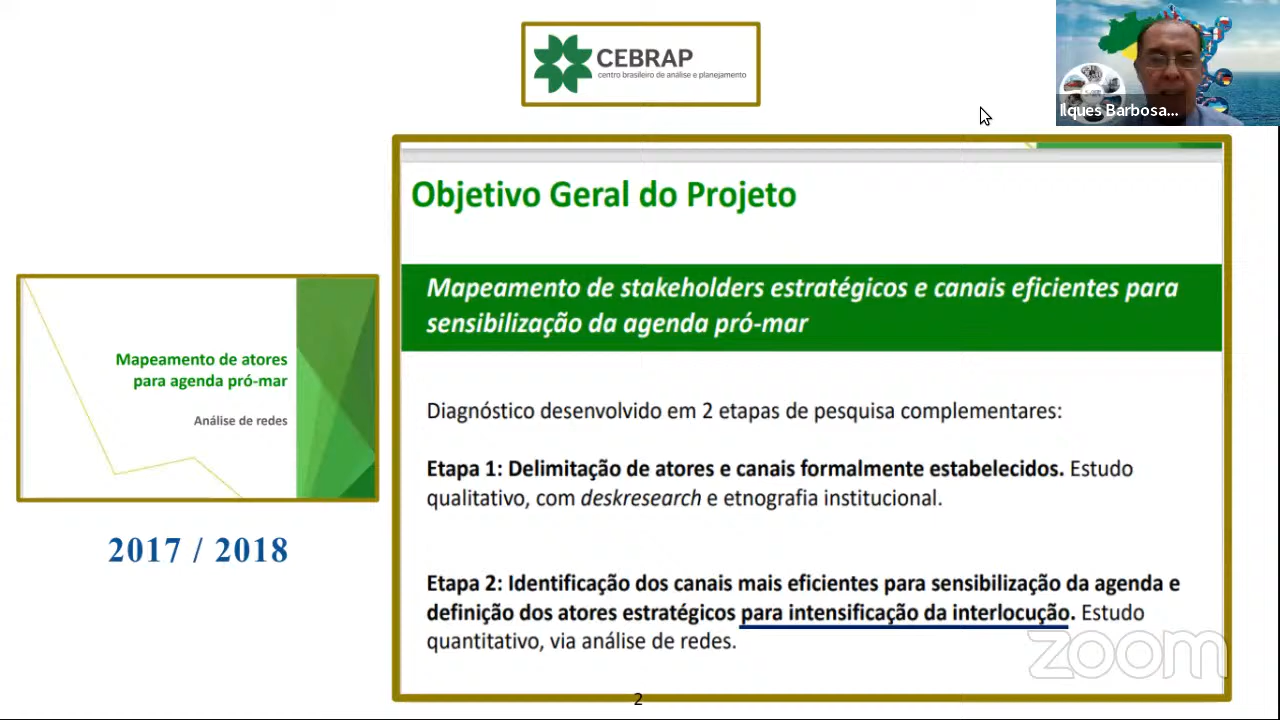 CEBRAP
centro brasileiro de análise e planejamento
Ilques Barbosa...
Objetivo Geral do Projeto
Mapeamento de stakeholders estratégicos e canais eficientes para
sensibilização da agenda pró-mar
Mapeamento de atores
para agenda pró-mar
Análise de redes
2017 / 2018
Diagnóstico desenvolvido em 2 etapas de pesquisa complementares:
Etapa 1: Delimitação de atores e canais formalmente estabelecidos. Estudo
qualitativo, com deskresearch e etnografia institucional.
Etapa 2: Identificação dos canais mais eficientes para sensibilização da agenda e
definição dos atores estratégicos para intensificação da interlocução. Estudo
quantitativo, via análise de redes.
zoom
2